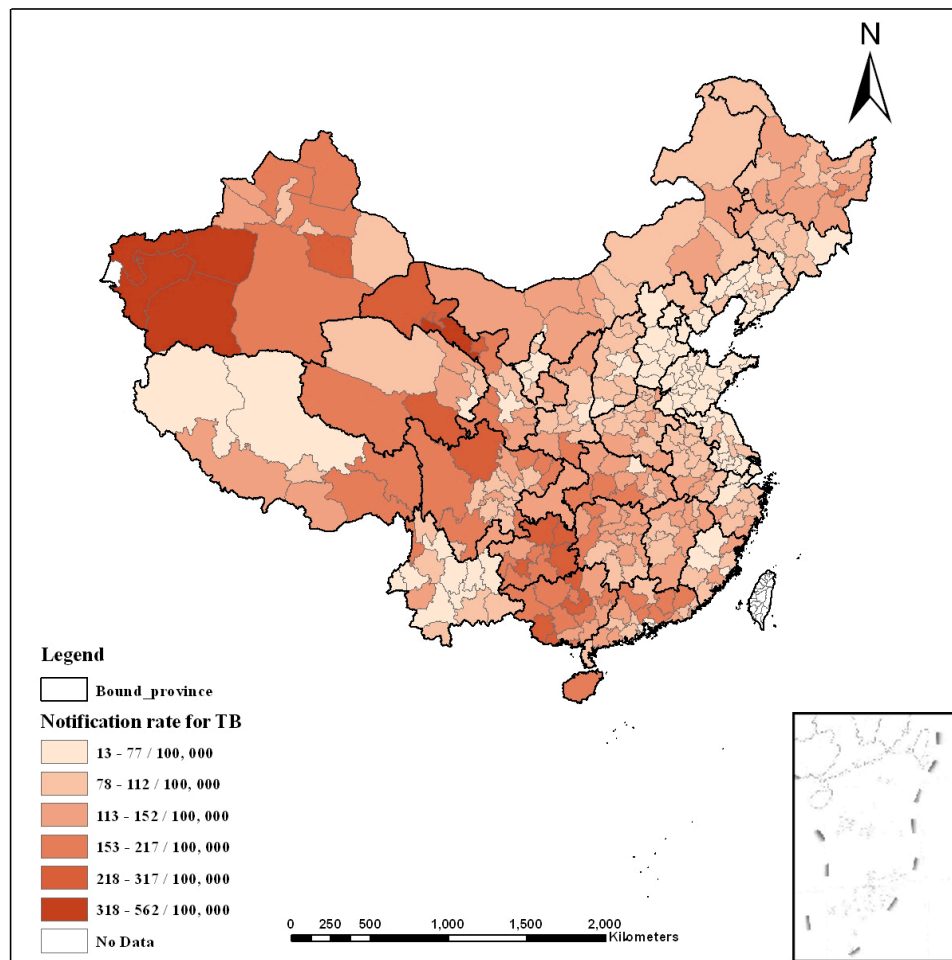 N
Legend
Bound_province
Notification rate for TB
13 - 77 / 100, 000
78 - 112 / 100, 000
113 - 152 / 100, 000
153 - 217 / 100, 000
218 - 317 / 100, 000
318 - 562 / 100, 000
No Data
0 250 500 1,000 1,500 2,000
Kilometers